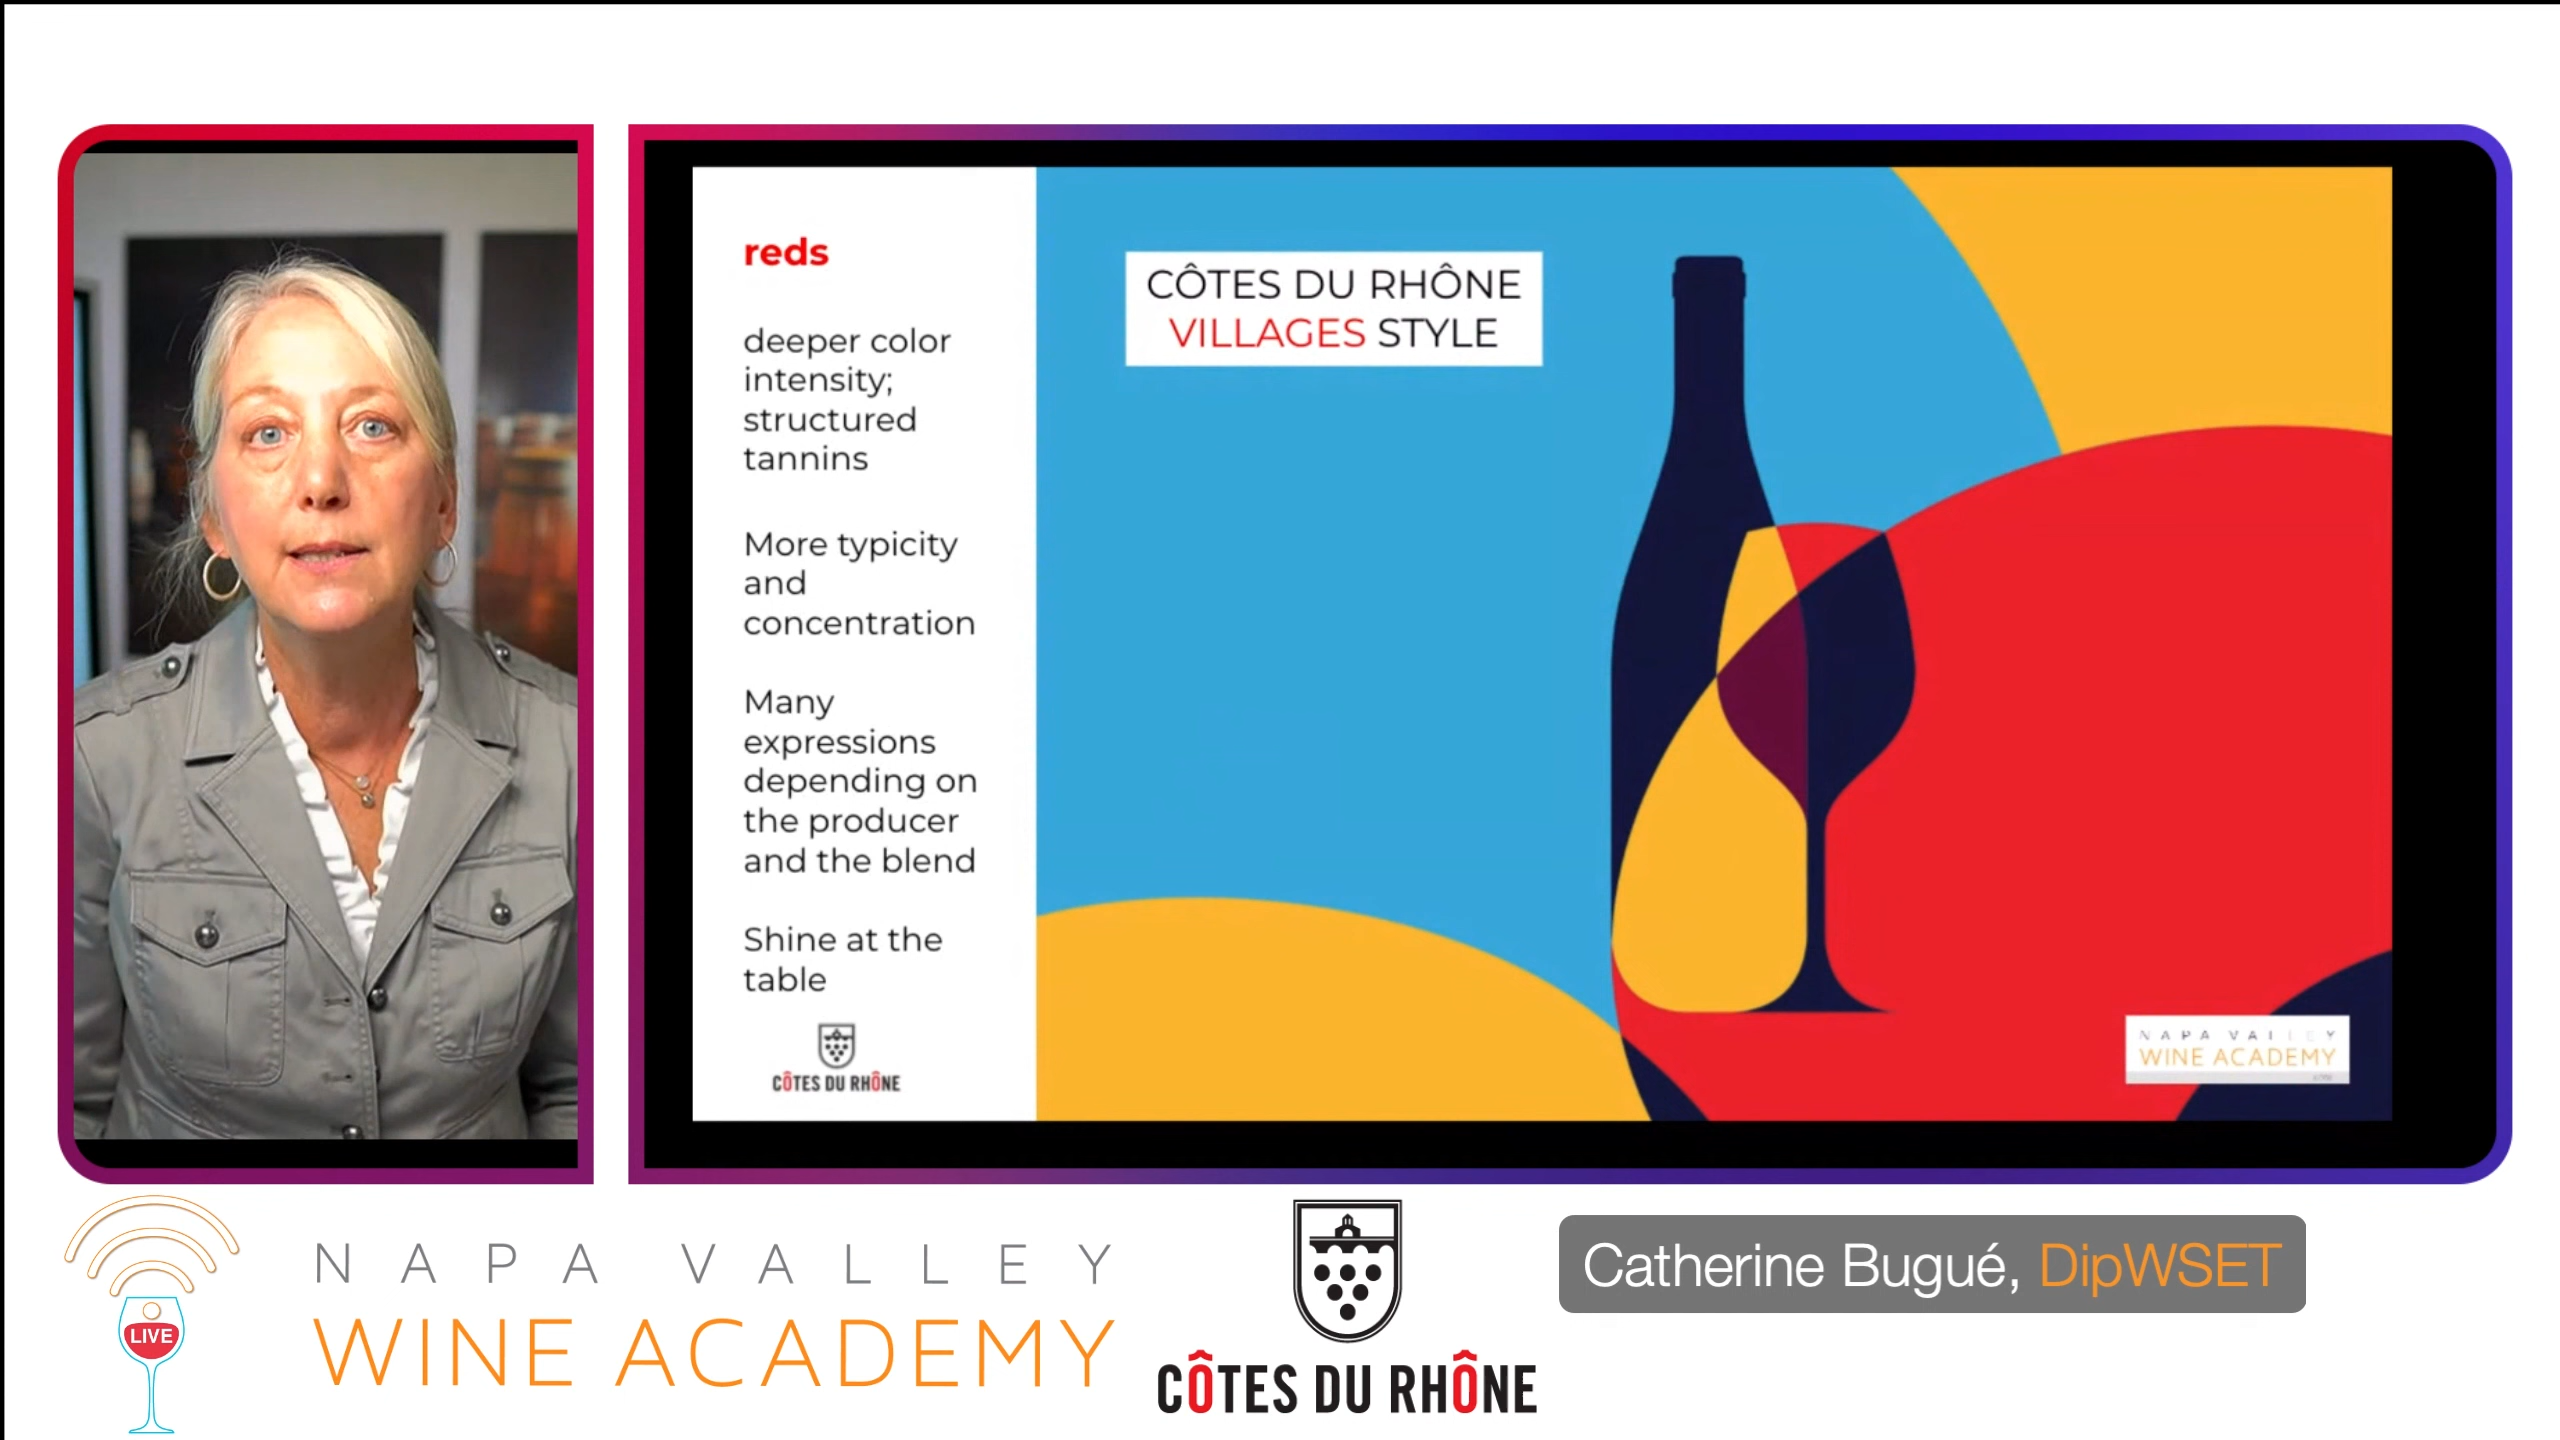 reds
deeper color
intensity;
structured
tannins
More typicity
and
concentration
Many
expressions
depending on
the producer
and the blend
Shine at the
table
CÔTES DU RHÔNE
CÔTES DU RHÔNE
VILLAGES STYLE
NAPA VALLEY
WINE ACADEMY
LIVE
NAPA VALLEY
WINE ACADEMY
CÔTES DU RHÔNE
Catherine Bugué, DipWSET